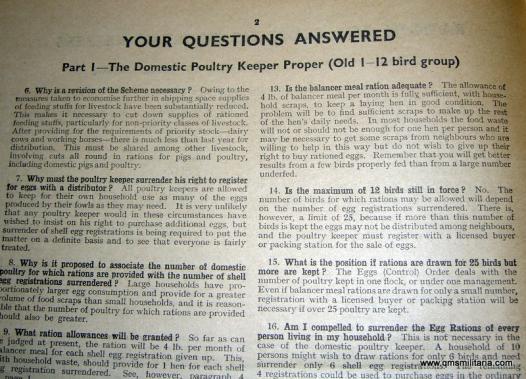 2
YOUR QUESTIONS ANSWERED
Part I—The Domestic Poultry Keeper Proper (Old 1–12 bird group)
6. Why is a revision of the Scheme necessary? Owing to the
measures taken to economise further in shipping space supplies
of feeding stuffs for livestock have been substantially reduced.
This makes it necessary to cut down supplies of rationed
feeding stuffs, particularly for non-priority classes of livestock.
After providing for the requirements of priority stock—dairy
cows and working horses—there is much less than last year for
distribution. This must be shared among other livestock,
involving cuts all round in rations for pigs and poultry,
including domestic pigs and poultry.
7. Why must the poultry keeper surrender his right to register
for eggs with a distributor? All poultry keepers are allowed
to keep for their own household use as many of the eggs
produced by their fowls as they may need. It is very unlikely
that any poultry keeper would in these circumstances have
wished to insist on his right to purchase additional eggs, but
surrender of shell egg registrations is being required to put the
matter on a definite basis and to see that everyone is fairly
treated.
8. Why is it proposed to associate the number of domestic
poultry for which rations are provided with the number of shell
egg registrations surrendered? Large households have pro-
portionately larger egg consumption and provide for a greater
volume of food scraps than small households, and it is reason-
able that the number of poultry for which rations are provided
should also be greater.
9. What ration allowances will be granted? So far as can
be judged at present, the ration will be 4 lb. per month of
balancer meal for each shell egg registration given up. This,
with household waste, should provide for 1 hen for each shell
egg registration surrendered. See, however, paragraph 4
13. Is the balancer meal ration adequate? The allowance of
4 lb. of balancer meal per month is fully sufficient, with house-
hold scraps, to keep a laying hen in good condition. The
problem will be to find sufficient scraps to make up the rest
of the hen's daily needs. In most households the food waste
will not or should not be enough for one hen per person and it
may be necessary to get some scraps from neighbours who are
willing to help in this way but do not wish to give up their
right to buy rationed eggs. Remember that you will get better
results from a few birds properly fed than from a large number
underfed.
14. Is the maximum of 12 birds still in force? No. The
number of birds for which rations may be allowed will depend
on the number of egg registrations surrendered. There is,
however, a limit of 25, because if more than this number of
birds is kept the eggs may not be distributed among neighbours,
and the poultry keeper must register with a licensed buyer
or packing station for the sale of eggs.
15. What is the position if rations are drawn for 25 birds but
more are kept? The Eggs (Control) Order deals with the
number of poultry kept in one flock, or under one management.
Even if balancer meal rations are drawn for only a small number,
registration with a licensed buyer or packing station will be
necessary if over 25 poultry are kept.
16. Am I compelled to surrender the Egg Rations of every
person living in my household? This is not necessary in the
case of the domestic poultry keeper. A household of 10
persons might wish to draw rations for only 6 birds and need
surrender only 6 shell egg registrations
4 registrations could be used to purchase eggs in the ordinary
www.qmsmilitaria.com